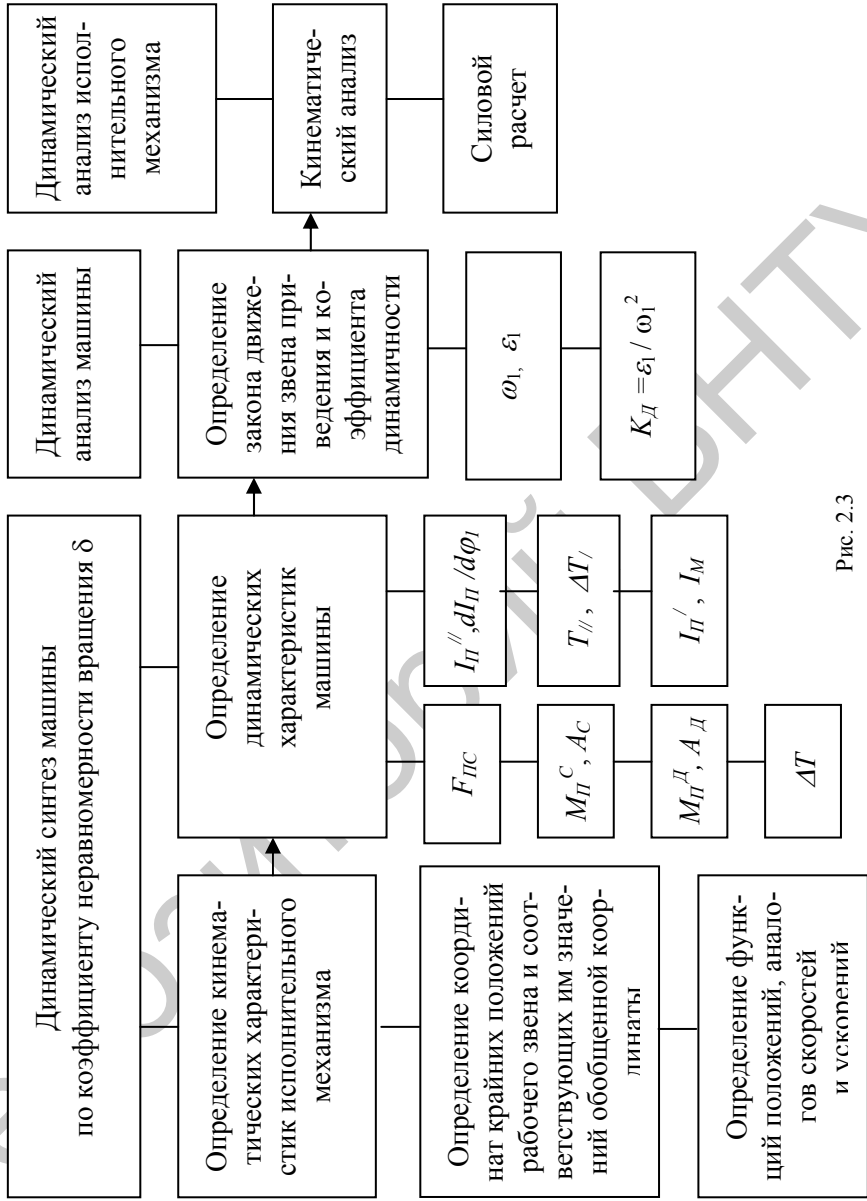 Динамический синтез машины
по коэффициенту неравномерности вращения δ
Динамический
анализ машины
Динамический
анализ испол-
нительного
механизма
Определение кинема-
тических характери-
стик исполнительного
механизма
Определение
динамических
характеристик
машины
Определение
закона движе-
ния звена при-
ведения и ко-
эффициента
динамичности
Кинематиче-
ский анализ
Определение коорди-
нат крайних положений
рабочего звена и соот-
ветствующих им значе-
ний обобщенной коор-
динаты
Определение функ-
ций положений, анало-
гов скоростей
и ускорений
F_ПС
M_П^С, A_С
M_П^Д, A_Д
ΔT
I_П^//, dI_П /dφ_1
T_//, ΔT_/
I_П^/, I_М
ω_1, ε_1
K_Д = ε_1 / ω_1^2
Силовой
расчет
Рис. 2.3
БНТУ